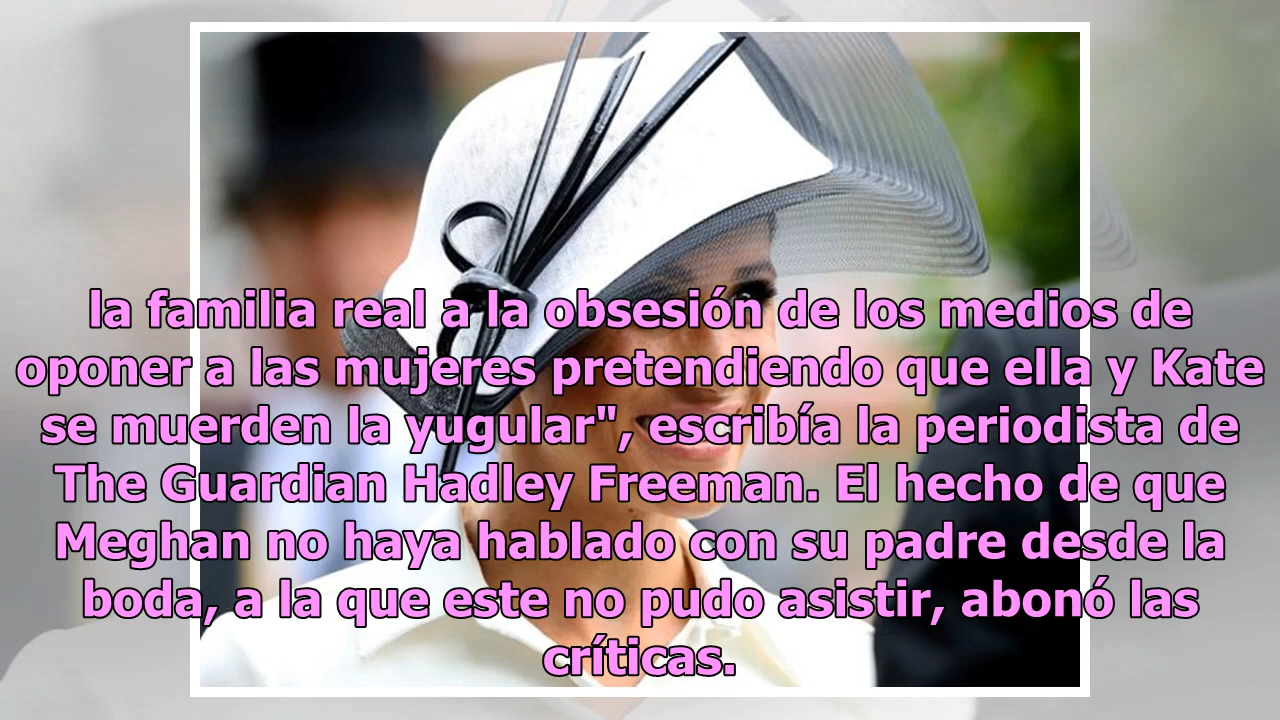 la familia real a la obsesión de los medios de
oponer a las mujeres pretendiendo que ella y Kate
se muerden la yugular", escribía la periodista de
The Guardian Hadley Freeman. El hecho de que
Meghan no haya hablado con su padre desde la
boda, a la que este no pudo asistir, abonó las
críticas.